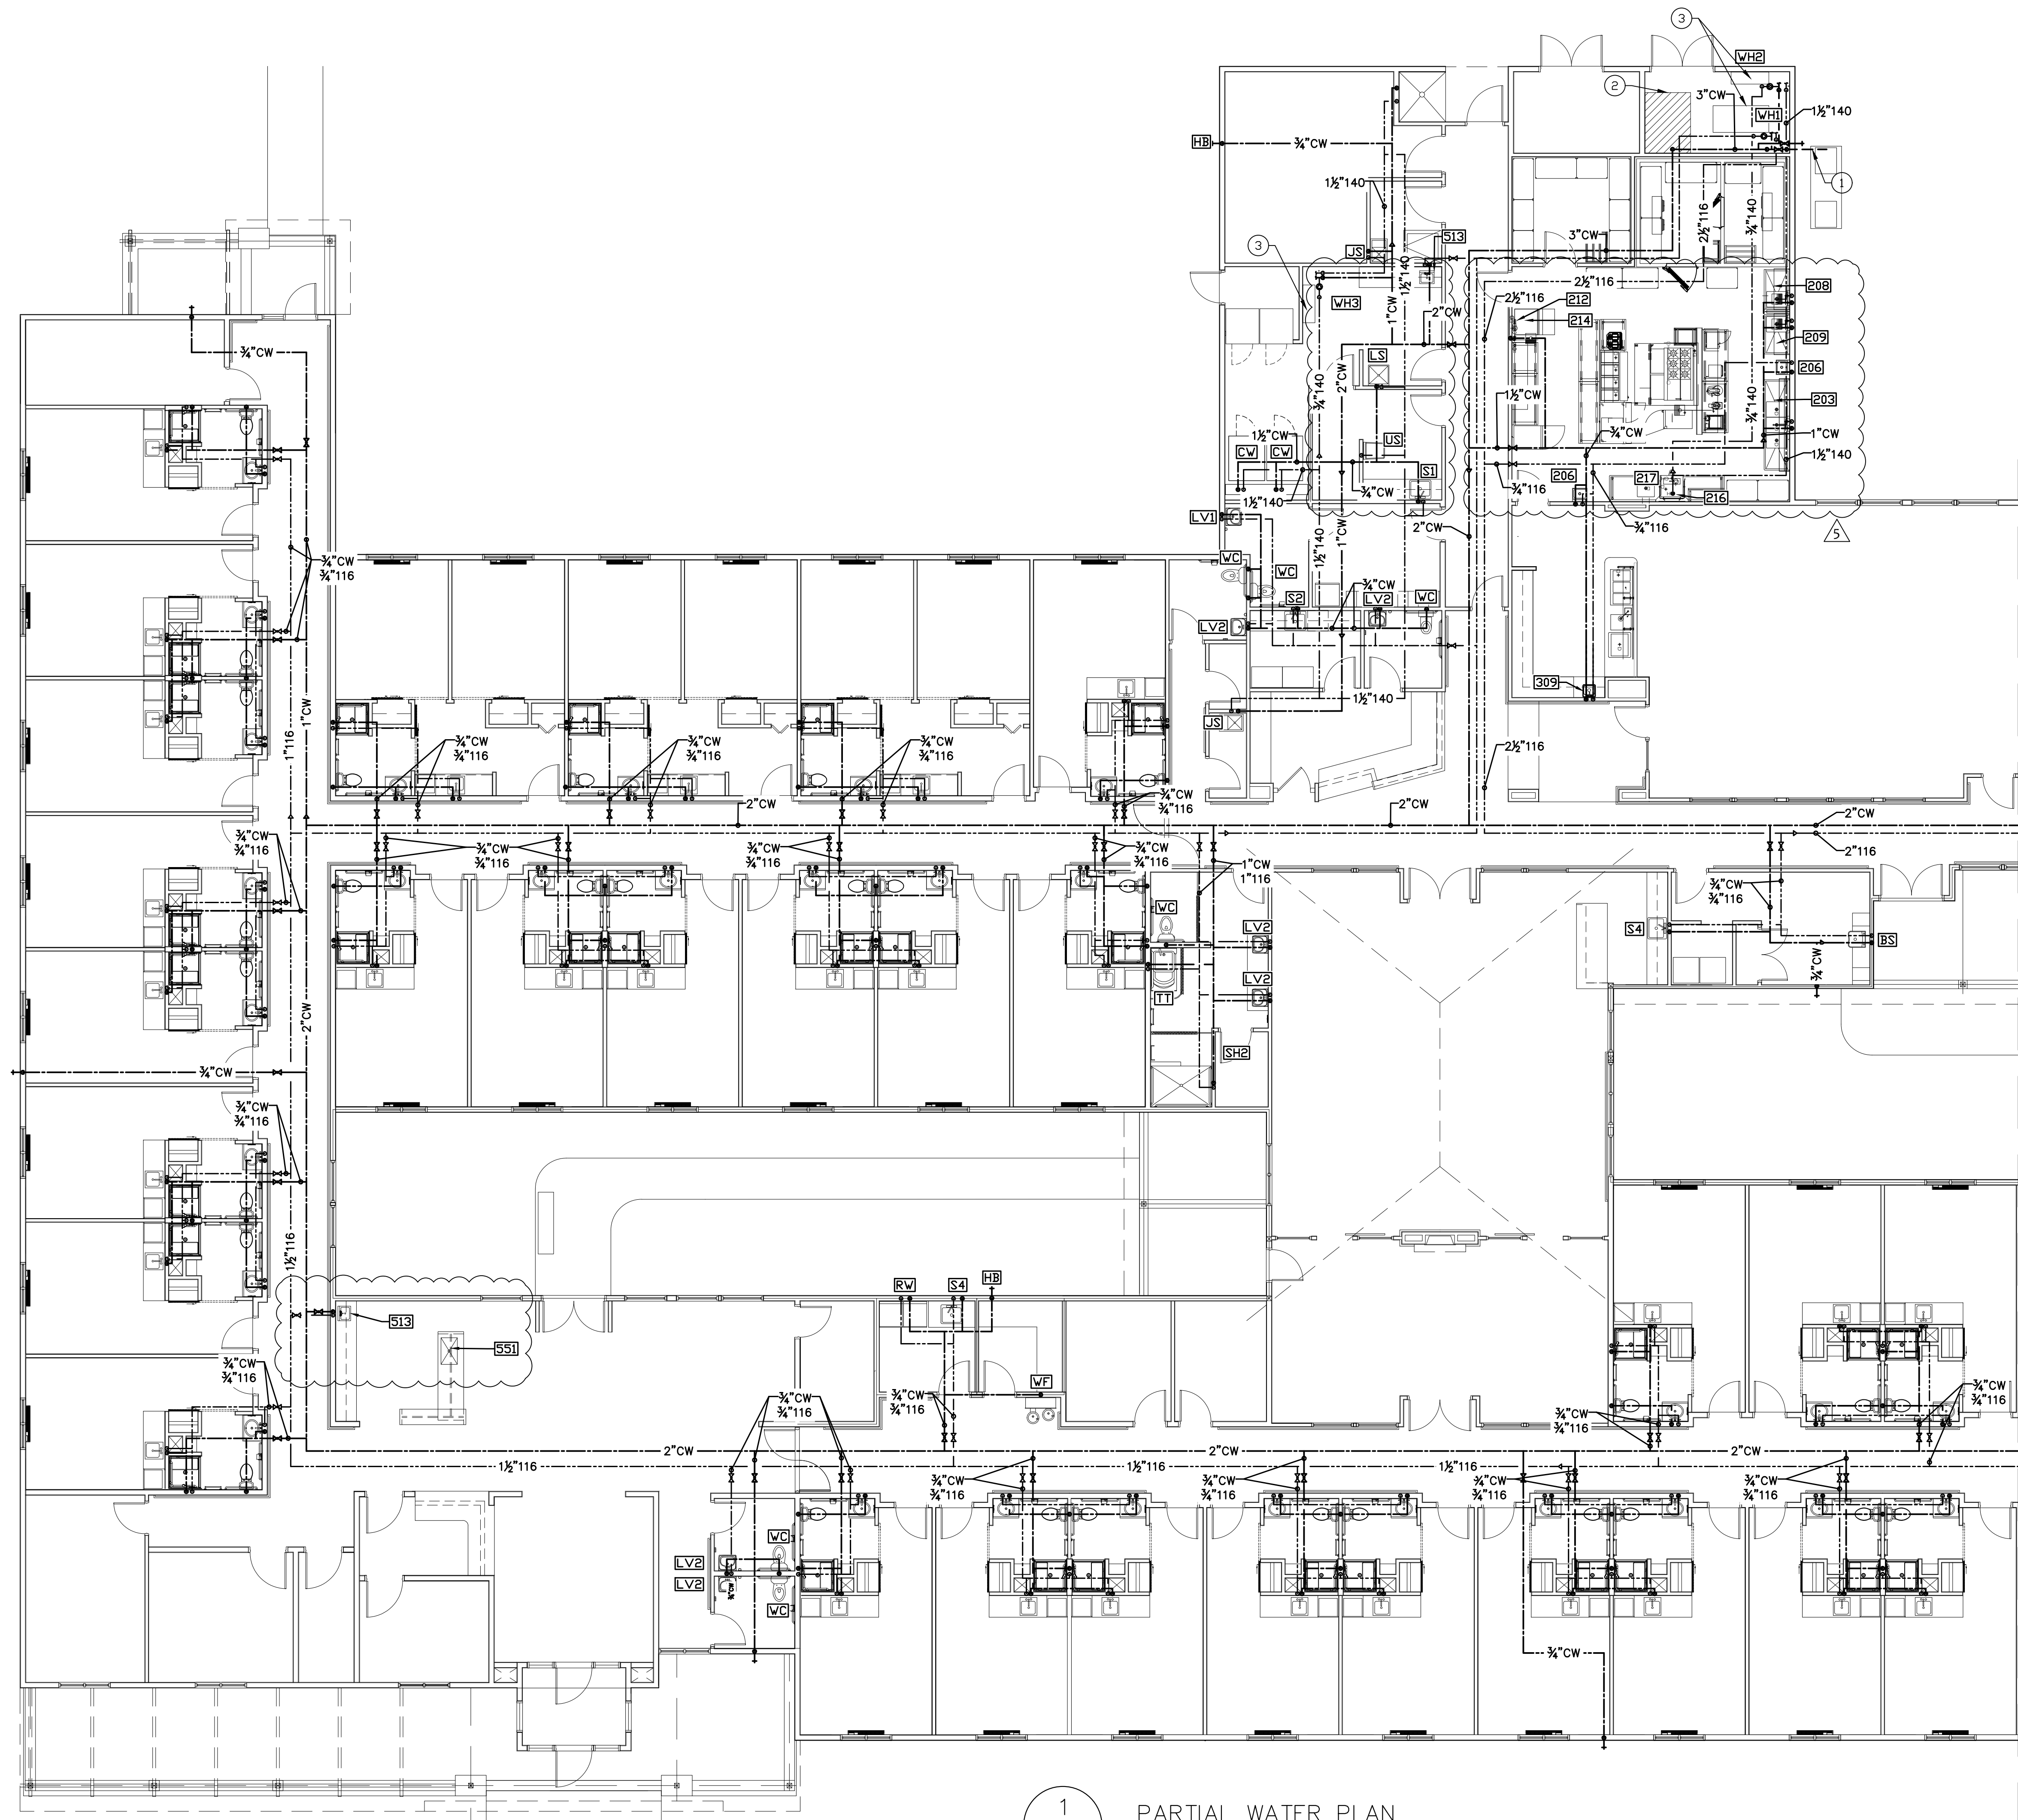 3
WH2
2
3"CW
1½"140
WH1
HB
¾"CW
1½"140
1
2½"116
¾"140
3"CW
513
JS
3
1½"140
WH3
1"CW
2"CW
2½"116
208
2½"116
212
214
209
LS
206
¾"140
2"CW
1½"CW
203
¾"140
1½"CW
US
¾"CW
1"CW
CW
CW
S1
¾"116
1½"140
206
217
216
1½"140
¾"CW
LV1
2"CW
¾"116
5
1½"140
1"CW
WC
WC
¾"CW
S2
LV2
WC
LV2
309
1½"140
JS
2½"116
¾"CW
¾"CW
¾"116
1"116
1"CW
¾"CW
¾"116
¾"CW
¾"116
¾"CW
¾"116
¾"CW
¾"116
2"CW
2"CW
2"CW
2"116
¾"CW
¾"116
¾"CW
¾"116
¾"CW
¾"116
¾"CW
¾"116
1"CW
1"116
¾"CW
¾"116
WC
LV2
S4
BS
LV2
¾"CW
TT
2"CW
SH2
¾"CW
¾"CW
¾"116
1½"116
RW
S4
HB
513
551
¾"CW
¾"116
WF
¾"CW
¾"116
¾"CW
¾"116
¾"CW
¾"116
¾"CW
¾"116
2"CW
2"CW
2"CW
1½"116
1½"116
¾"CW
¾"116
¾"CW
¾"116
¾"CW
¾"116
¾"CW
¾"116
WC
LV2
LV2
¾"CW
WC
¾"CW
1
PARTIAL WATER PLAN